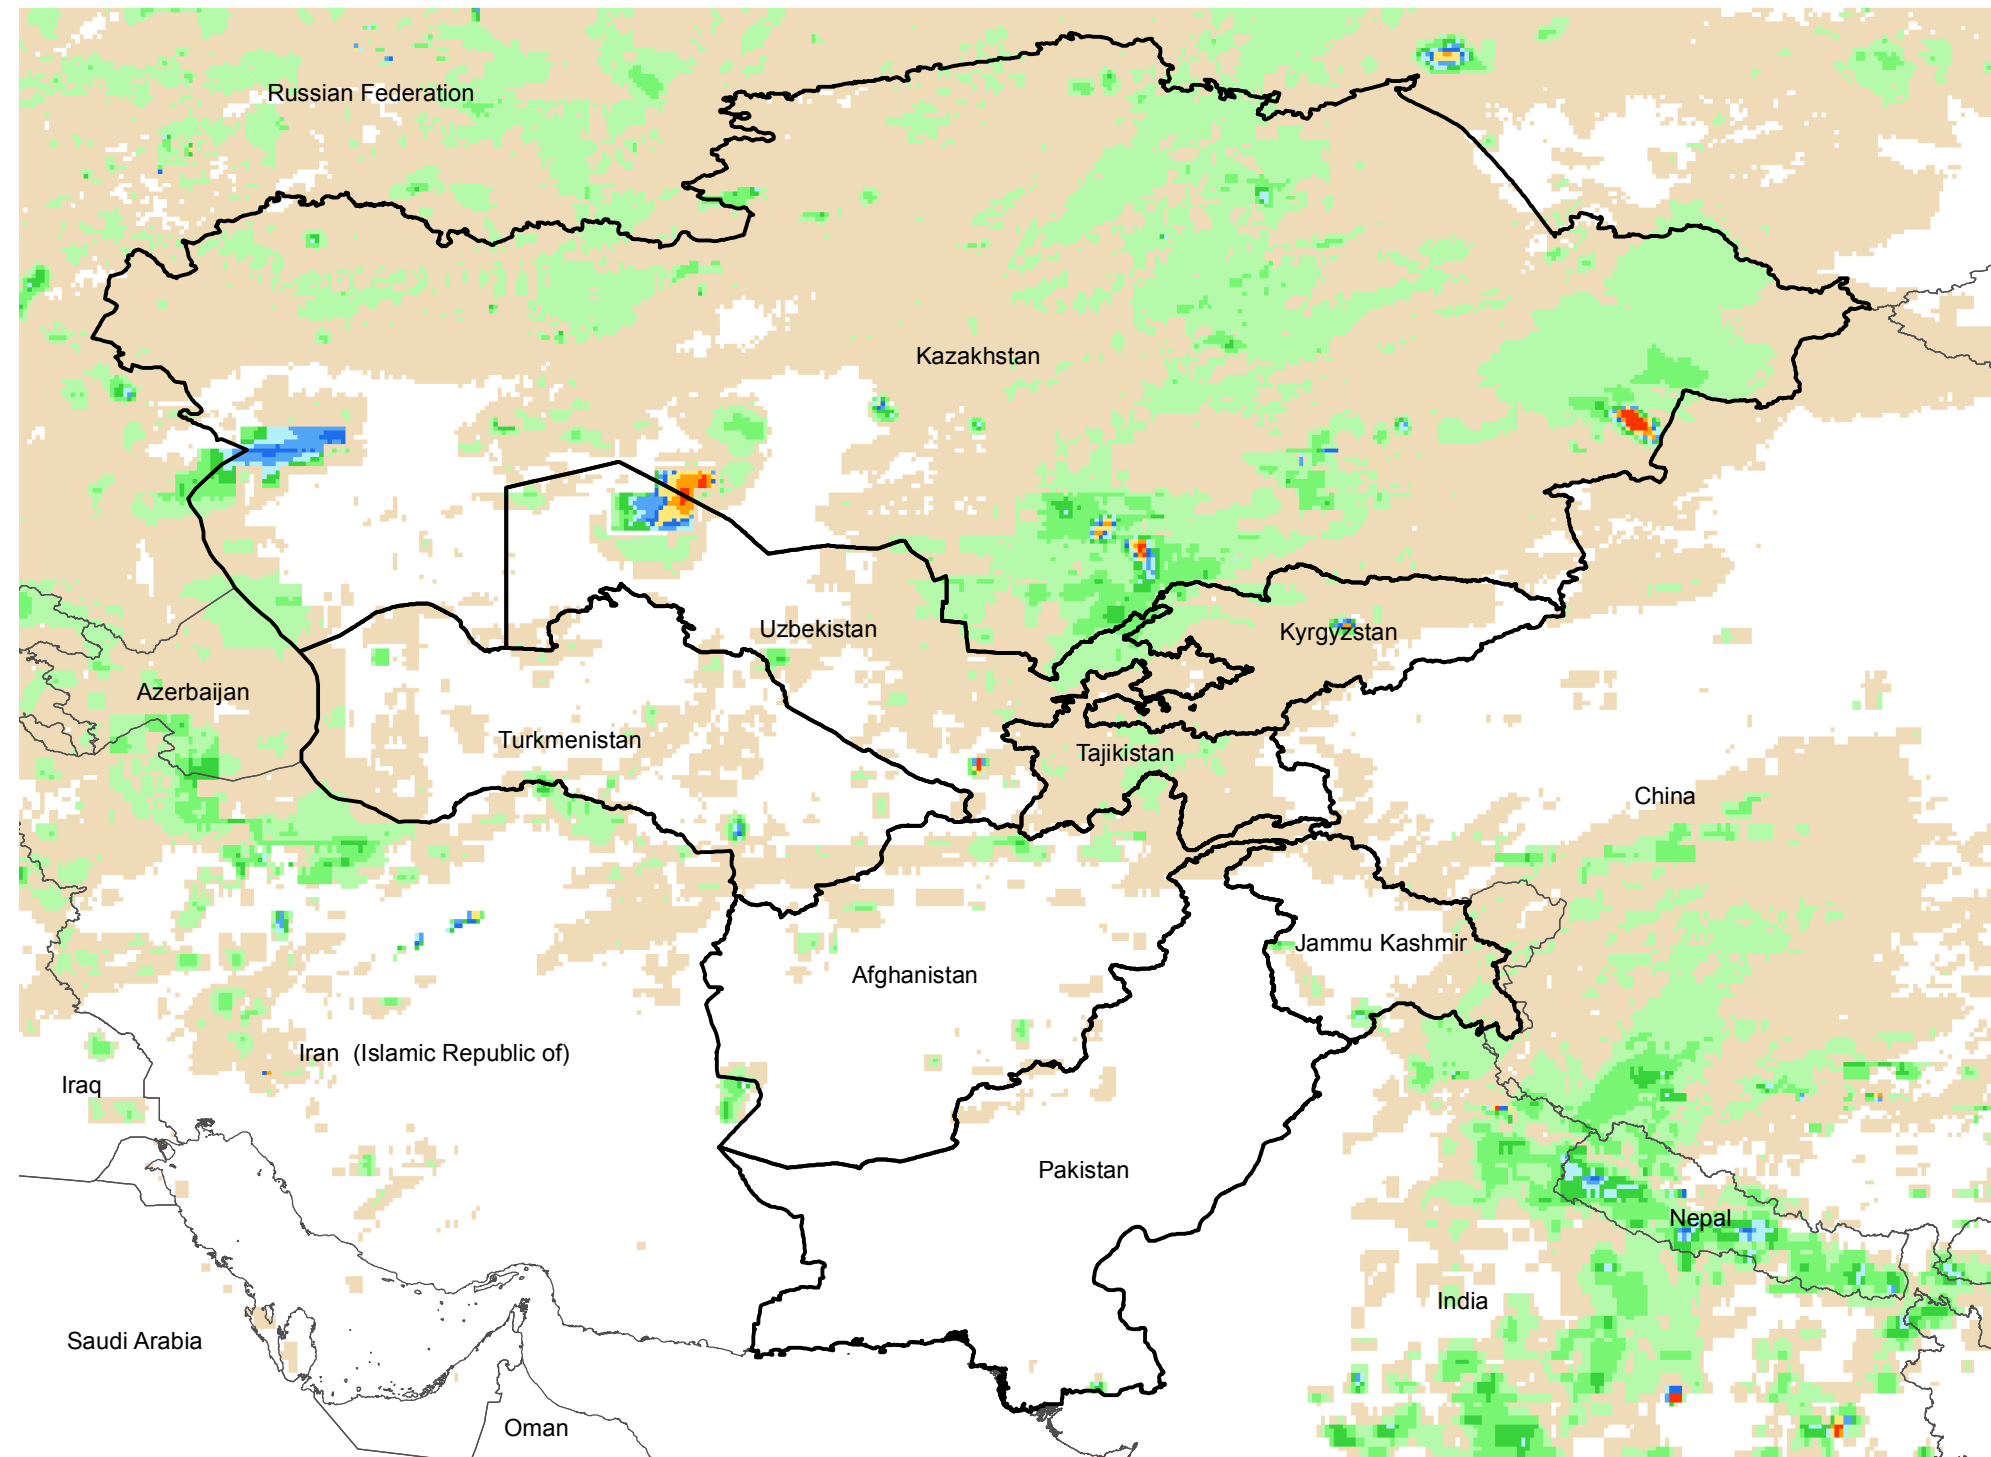 Russian Federation
Kazakhstan
Uzbekistan
Kyrgyzstan
Azerbaijan
Turkmenistan
Tajikistan
China
Jammu Kashmir
Afghanistan
Iran  (Islamic Republic of)
Iraq
Pakistan
Nepal
India
Saudi Arabia
Oman